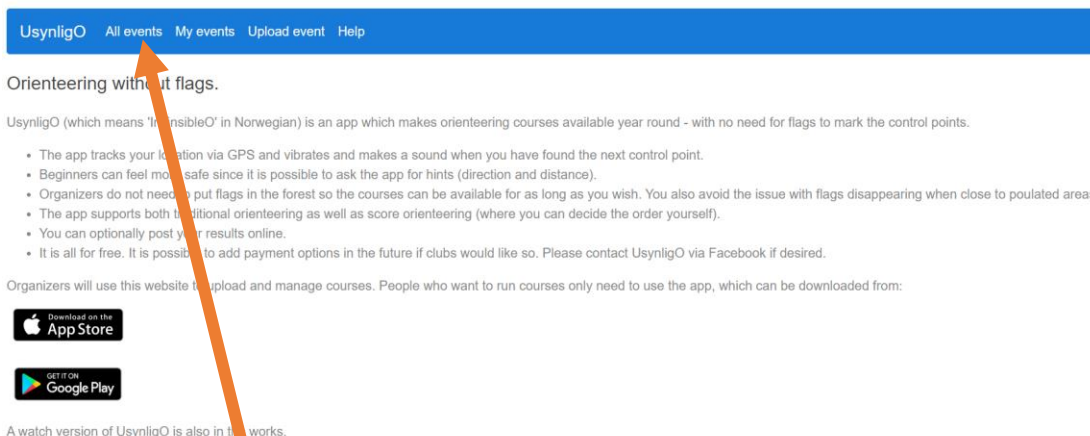 UsynligO All events My events Upload event Help
Orienteering without flags.
UsynligO (which means 'InvisibleO' in Norwegian) is an app which makes orienteering courses available year round - with no need for flags to mark the control points.
• The app tracks your location via GPS and vibrates and makes a sound when you have found the next control point.
• Beginners can feel more safe since it is possible to ask the app for hints (direction and distance).
• Organizers do not need to put flags in the forest so the courses can be available for as long as you wish. You also avoid the issue with flags disappearing when close to poulated area
• The app supports both traditional orienteering as well as score orienteering (where you can decide the order yourself).
• You can optionally post your results online.
• It is all for free. It is possible to add payment options in the future if clubs would like so. Please contact UsynligO via Facebook if desired.
Organizers will use this website to upload and manage courses. People who want to run courses only need to use the app, which can be downloaded from:
Download on the
App Store
GET IT ON
Google Play
A watch version of UsynligO is also in the works.